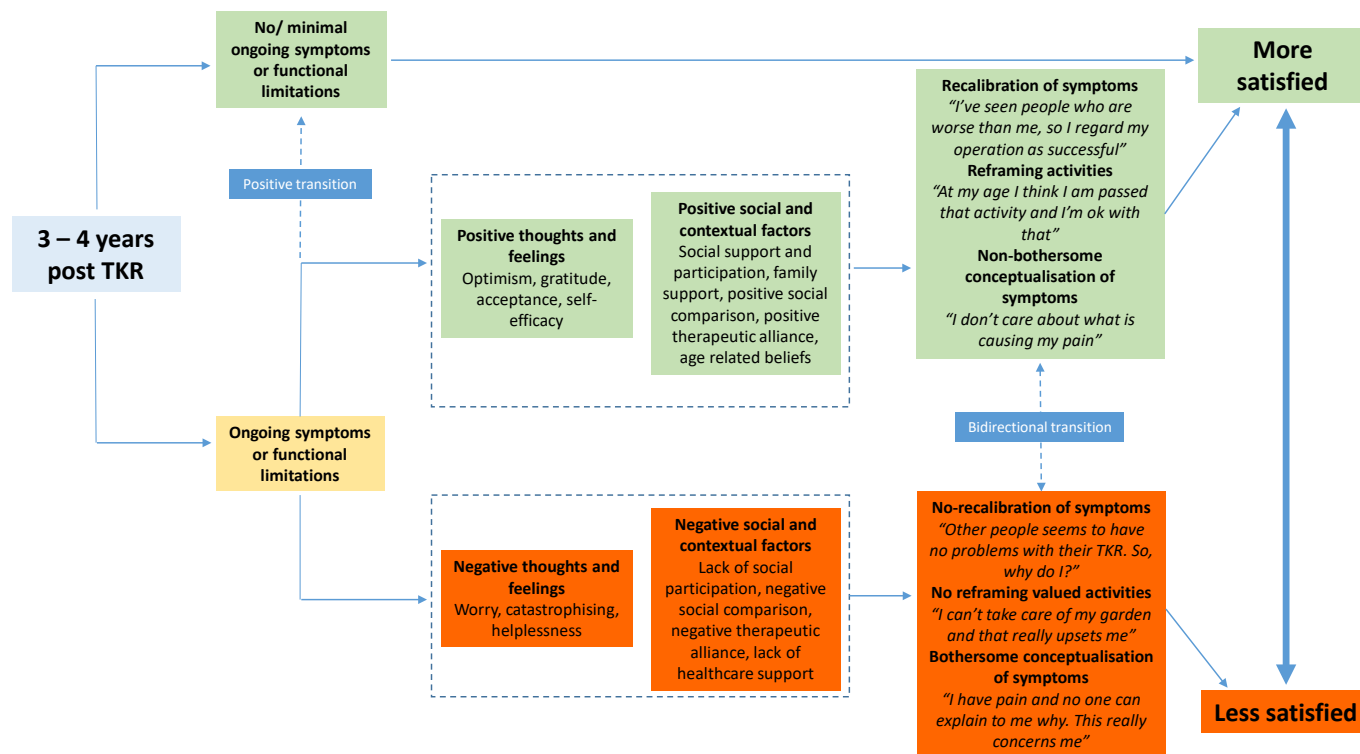 No/ minimal
ongoing symptoms
or functional
limitations
More
satisfied
Positive transition
3 – 4 years
post TKR
Positive thoughts and
feelings
Optimism, gratitude,
acceptance, self-
efficacy
Positive social and
contextual factors
Social support and
participation, family
support, positive social
comparison, positive
therapeutic alliance,
age related beliefs
Recalibration of symptoms
“I’ve seen people who are
worse than me, so I regard my
operation as successful”
Reframing activities
“At my age I think I am passed
that activity and I’m ok with
that”
Non-bothersome
conceptualisation of
symptoms
“I don’t care about what is
causing my pain”
Bidirectional transition
Ongoing symptoms
or functional
limitations
Negative thoughts and
feelings
Worry, catastrophising,
helplessness
Negative social and
contextual factors
Lack of social
participation, negative
social comparison,
negative therapeutic
alliance, lack of
healthcare support
No-recalibration of symptoms
“Other people seems to have
no problems with their TKR. So,
why do I?”
No reframing valued activities
“I can’t take care of my garden
and that really upsets me”
Bothersome conceptualisation
of symptoms
“I have pain and no one can
explain to me why. This really
concerns me”
Less satisfied